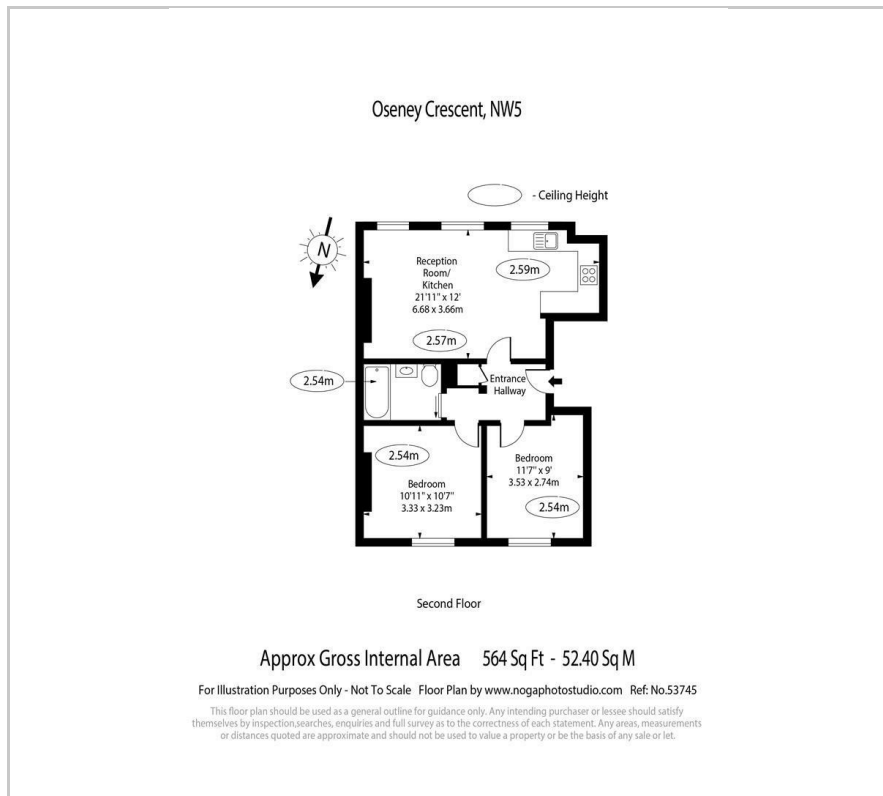 Oseney Crescent, NW5
- Ceiling Height
N
Reception
Room/
Kitchen
21'11" x 12'
6.68 x 3.66m
2.59m
2.57m
2.54m
Entrance
Hallway
2.54m
Bedroom
10'11" x 10'7"
3.33 x 3.23m
Bedroom
11'7" x 9'
3.53 x 2.74m
2.54m
Second Floor
Approx Gross Internal Area 564 Sq Ft - 52.40 Sq M
For Illustration Purposes Only - Not To Scale Floor Plan by www.nogaphotostudio.com Ref: No.53745
This floor plan should be used as a general outline for guidance only. Any intending purchaser or lessee should satisfy
themselves by inspection,searches, enquiries and full survey as to the correctness of each statement. Any areas, measurements
or distances quoted are approximate and should not be used to value a property or be the basis of any sale or let.